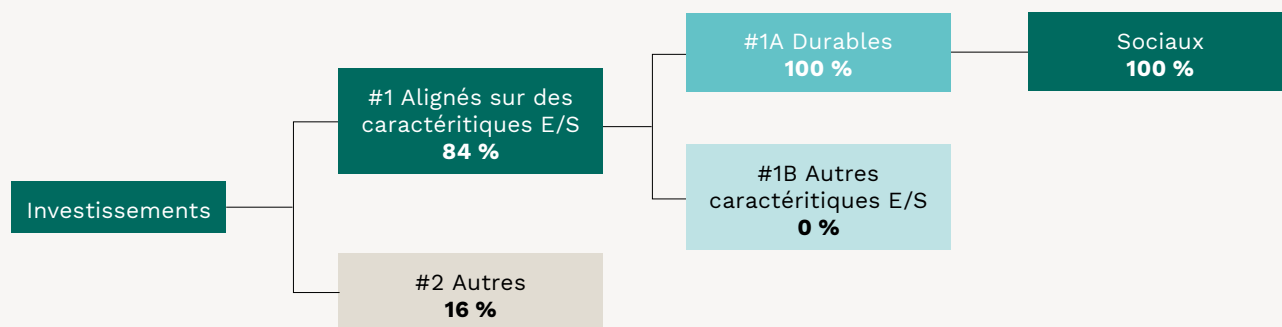 Investissements
#1 Alignés sur des
caractéritiques E/S
84 %
#2 Autres
16 %
#1A Durables
100 %
#1B Autres
caractéritiques E/S
0 %
Sociaux
100 %